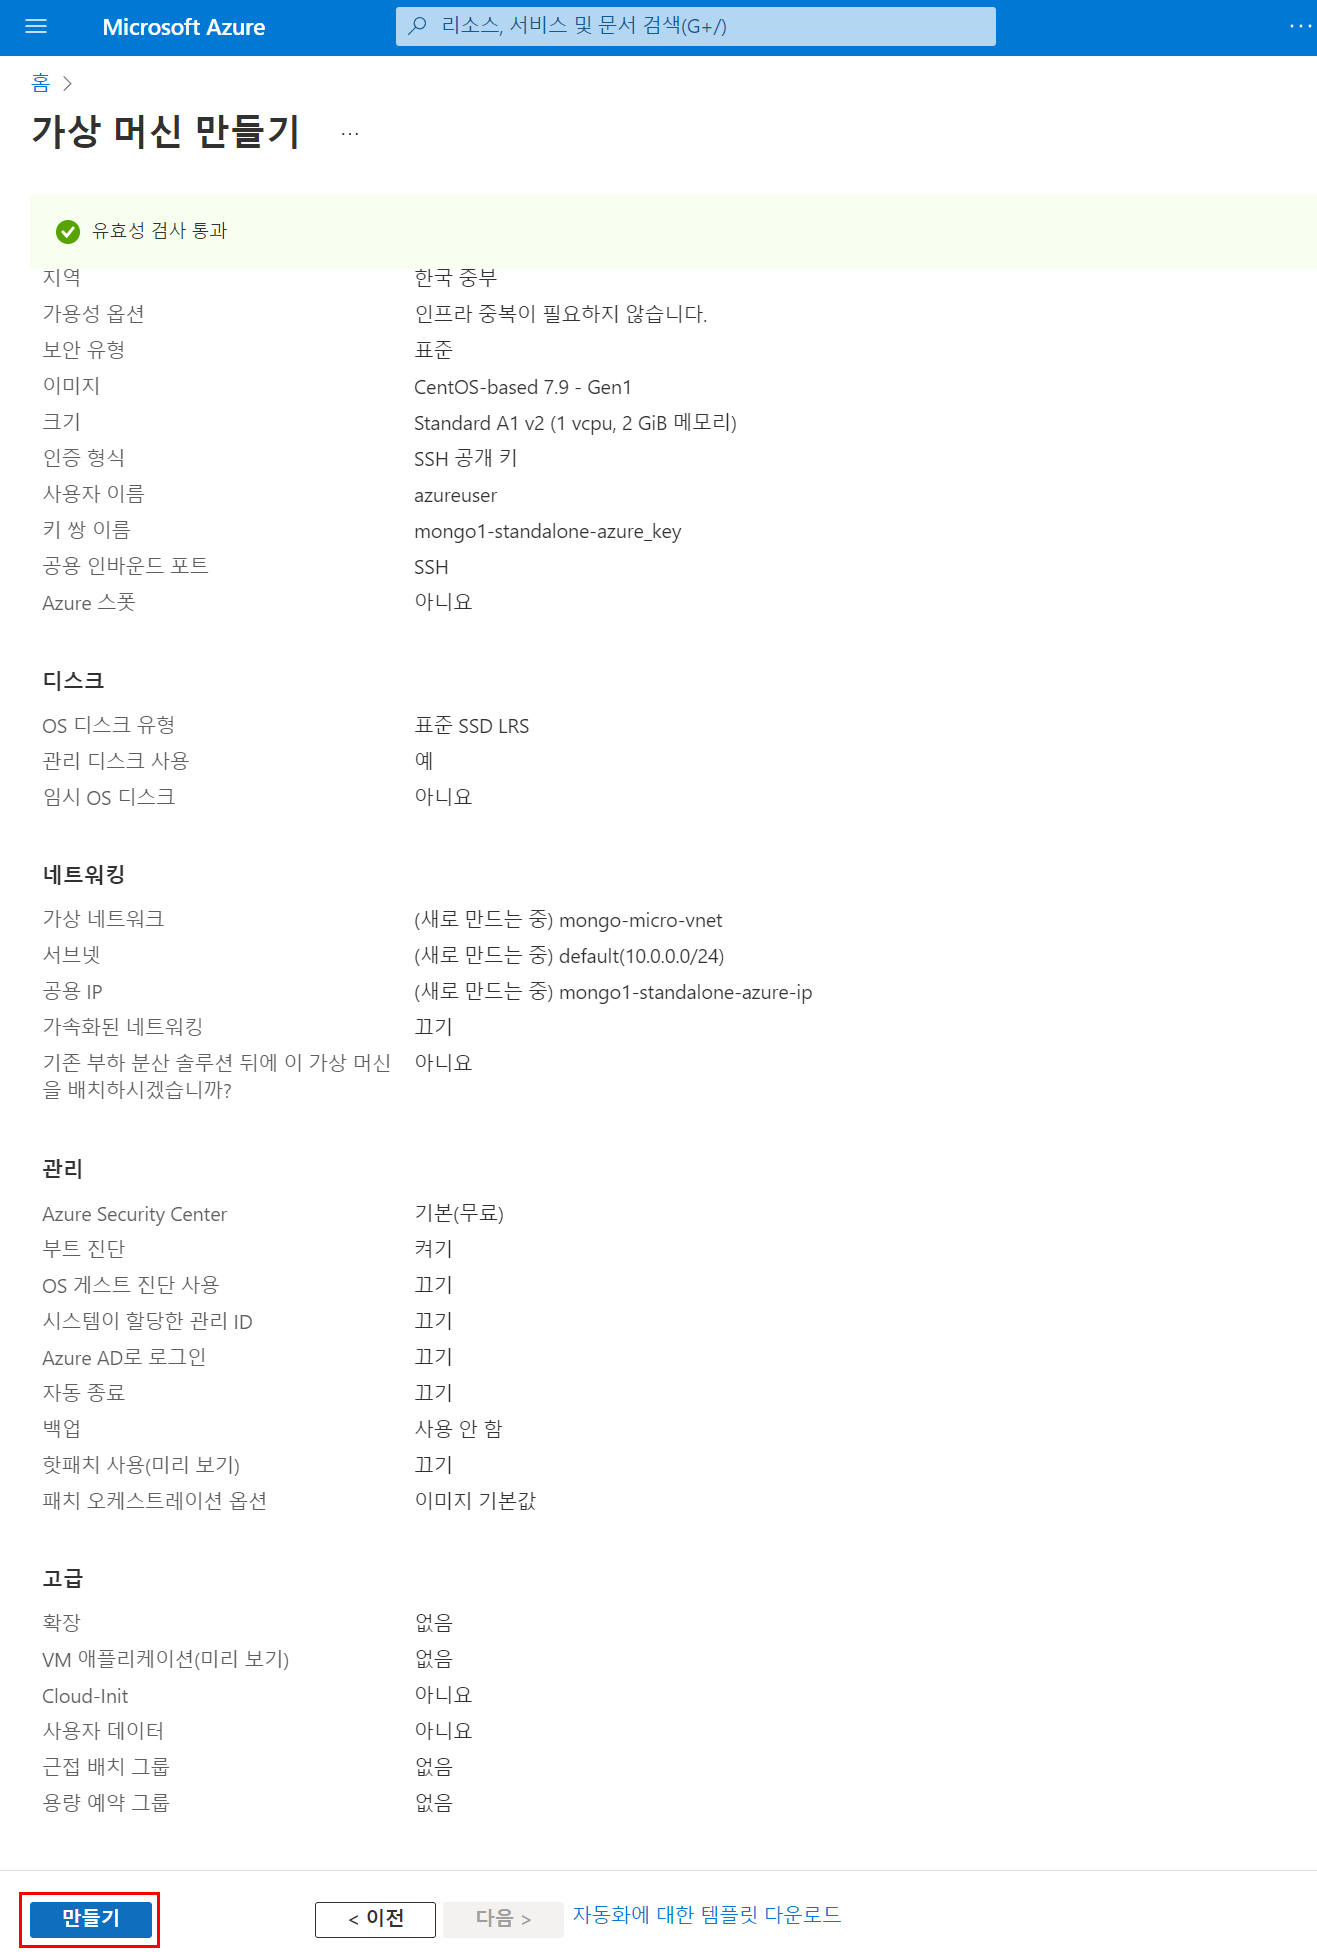 Microsoft Azure
리소스, 서비스 및 문서 검색(G+/)
...
홈 >
가상 머신 만들기 ...
유효성 검사 통과
지역 한국 중부
가용성 옵션 인프라 중복이 필요하지 않습니다.
보안 유형 표준
이미지 CentOS-based 7.9 - Gen1
크기 Standard A1 v2 (1 vcpu, 2 GiB 메모리)
인증 형식 SSH 공개 키
사용자 이름 azureuser
키 쌍 이름 mongo1-standalone-azure_key
공용 인바운드 포트 SSH
Azure 스폿 아니요
디스크
OS 디스크 유형 표준 SSD LRS
관리 디스크 사용 예
임시 OS 디스크 아니요
네트워킹
가상 네트워크 (새로 만드는 중) mongo-micro-vnet
서브넷 (새로 만드는 중) default(10.0.0.0/24)
공용 IP (새로 만드는 중) mongo1-standalone-azure-ip
가속화된 네트워킹 끄기
기존 부하 분산 솔루션 뒤에 이 가상 머신 아니요
을 배치하시겠습니까?
관리
Azure Security Center 기본(무료)
부트 진단 켜기
OS 게스트 진단 사용 끄기
시스템이 할당한 관리 ID 끄기
Azure AD로 로그인 끄기
자동 종료 끄기
백업 사용 안 함
핫패치 사용(미리 보기) 끄기
패치 오케스트레이션 옵션 이미지 기본값
고급
확장 없음
VM 애플리케이션(미리 보기) 없음
Cloud-Init 아니요
사용자 데이터 아니요
근접 배치 그룹 없음
용량 예약 그룹 없음
만들기 < 이전 다음 > 자동화에 대한 템플릿 다운로드